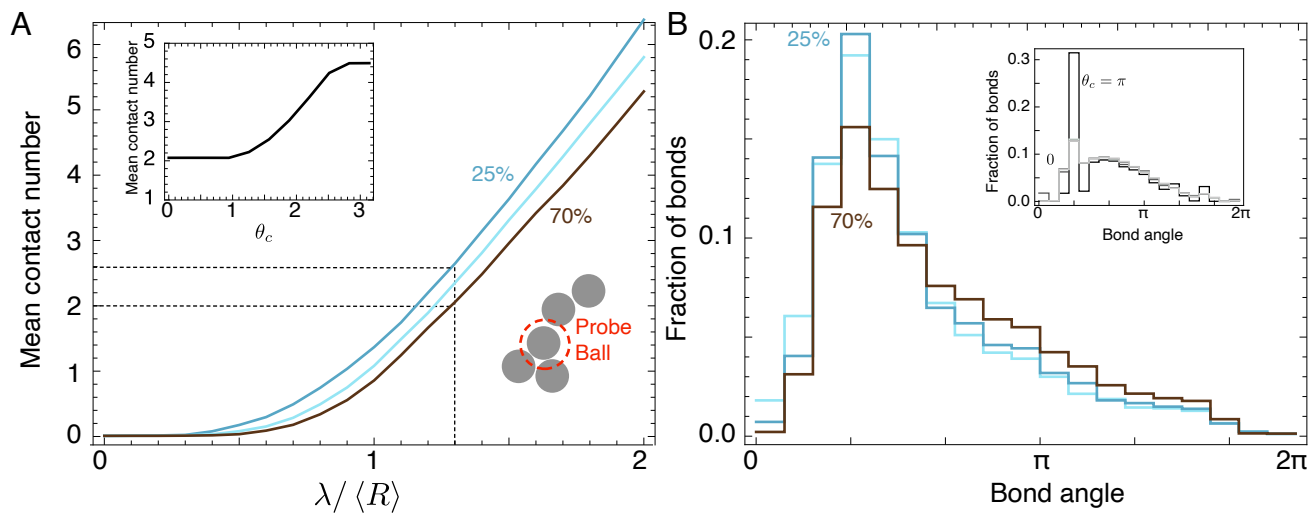 A
Mean contact number
6
5
4
3
2
1
0
0
1
2
λ/⟨R⟩
25%
70%
Probe
Ball
Mean contact number
5
4
3
2
1
0
1
2
3
θc
B
Fraction of bonds
0.2
0.1
0.0
0
π
2π
Bond angle
25%
70%
Fraction of bonds
0.3
0.2
0.1
0.0
0
π
2π
Bond angle
θc = π
0